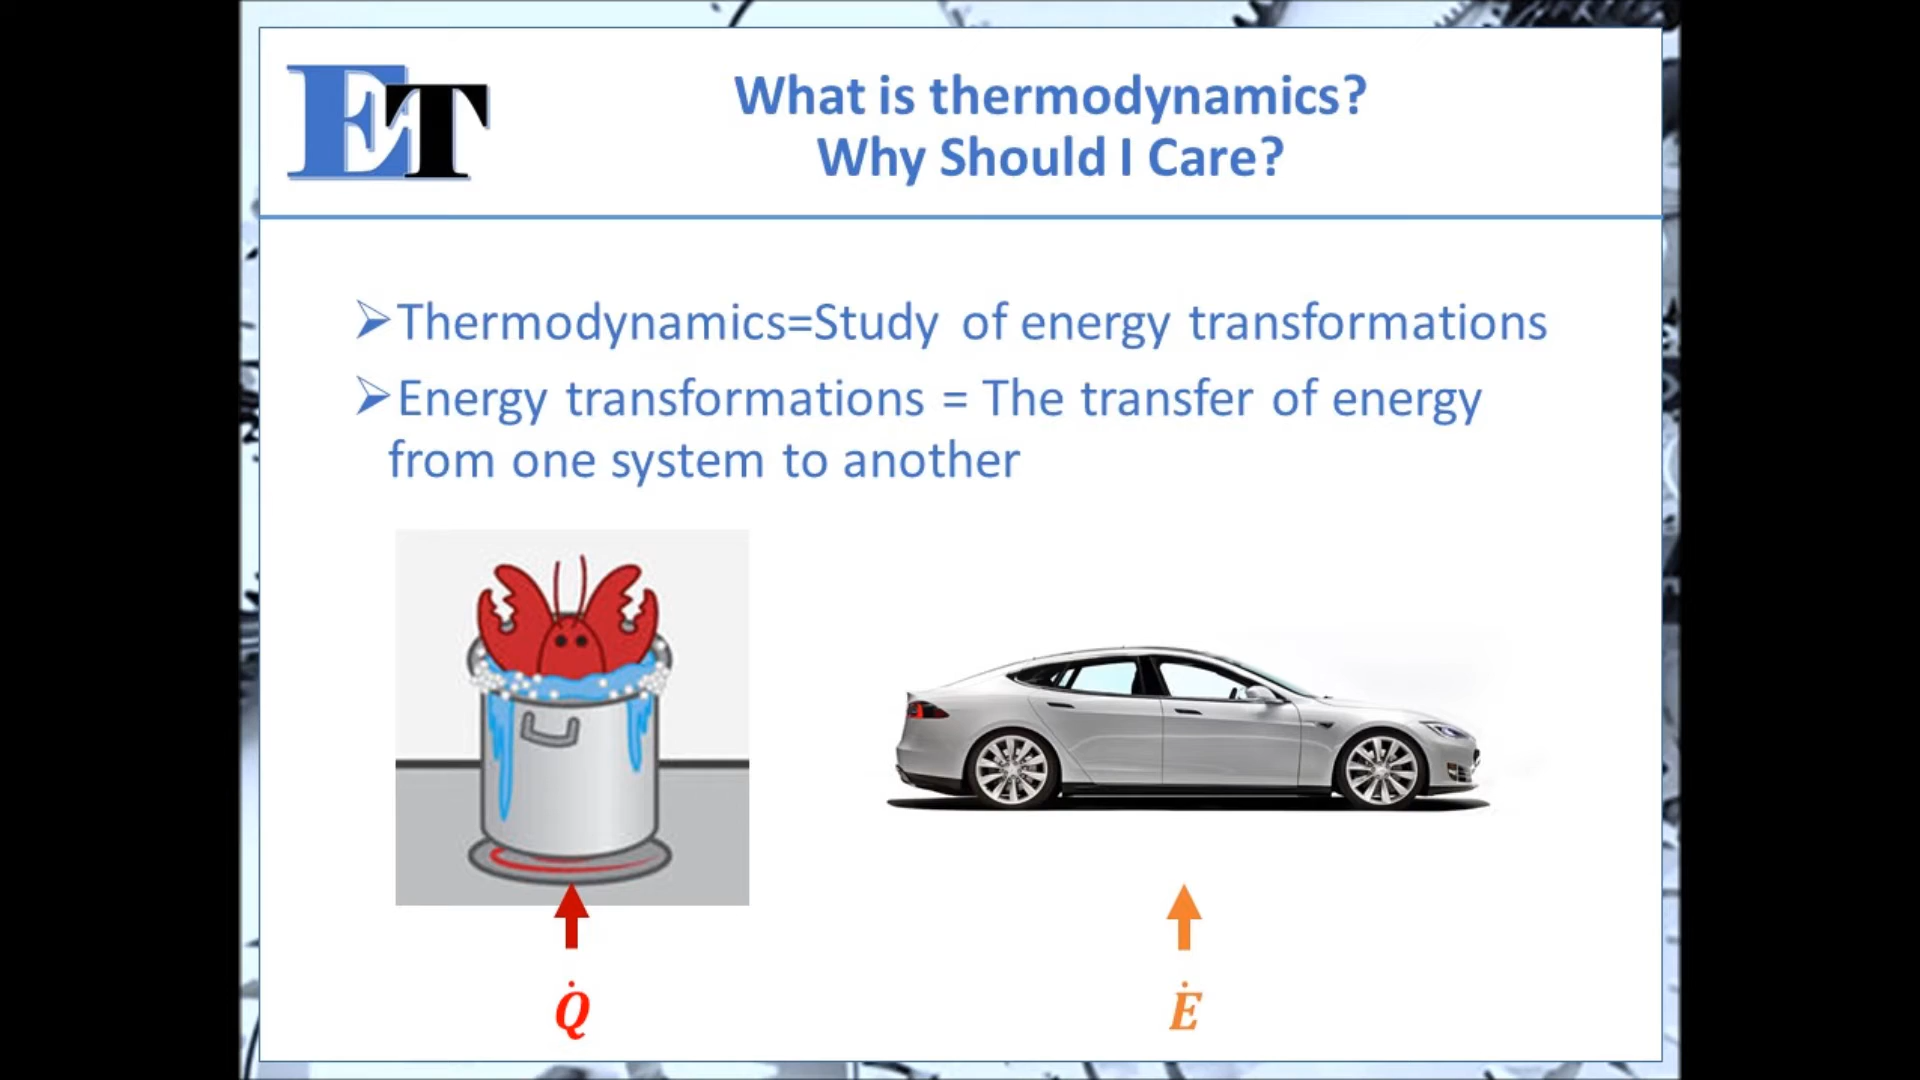 ET
What is thermodynamics?
Why Should I Care?
➢Thermodynamics=Study of energy transformations
➢Energy transformations = The transfer of energy
from one system to another
Q̇
Ė